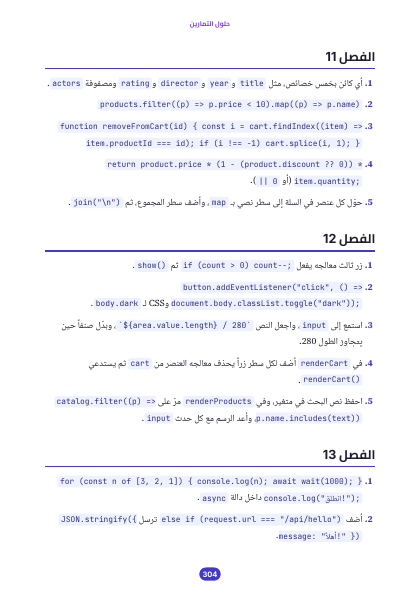 حلول التمارين
الفصل 11
1. أي كائن بخمس خصائص، مثل title و year و director و rating ومصفوفة actors .
2. products.filter((p) => p.price < 10).map((p) => p.name)
3. function removeFromCart(id) { const i = cart.findIndex((item) =>
item.productId === id); if (i !== -1) cart.splice(i, 1); }
4. return product.price * (1 - (product.discount ?? 0)) *
item.quantity; (أو || 0 ).
5. حوّل كل عنصر في السلة إلى سطر نصي بـ map ، وأضف سطر المجموع، ثم join("\n") .
الفصل 12
1. زر ثالث معالجه يفعل if (count > 0) count--; ثم show() .
2. button.addEventListener("click", () =>
document.body.classList.toggle("dark")); وCSS لـ body.dark .
3. استمع إلى input ، واجعل النص `${area.value.length} / 280` ، وبدّل صنفاً حين
يتجاوز الطول 280.
4. في renderCart أضف لكل سطر زراً يحذف معالجه العنصر من cart ثم يستدعي
renderCart() .
5. احفظ نص البحث في متغير، وفي renderProducts مرّ على catalog.filter((p) =>
p.name.includes(text)) ، وأعد الرسم مع كل حدث input .
الفصل 13
1. for (const n of [3, 2, 1]) { console.log(n); await wait(1000); }
console.log("انطلق!"); داخل دالة async .
2. أضف else if (request.url === "/api/hello") ترسل JSON.stringify({
message: "أهلاً!" }) .
304